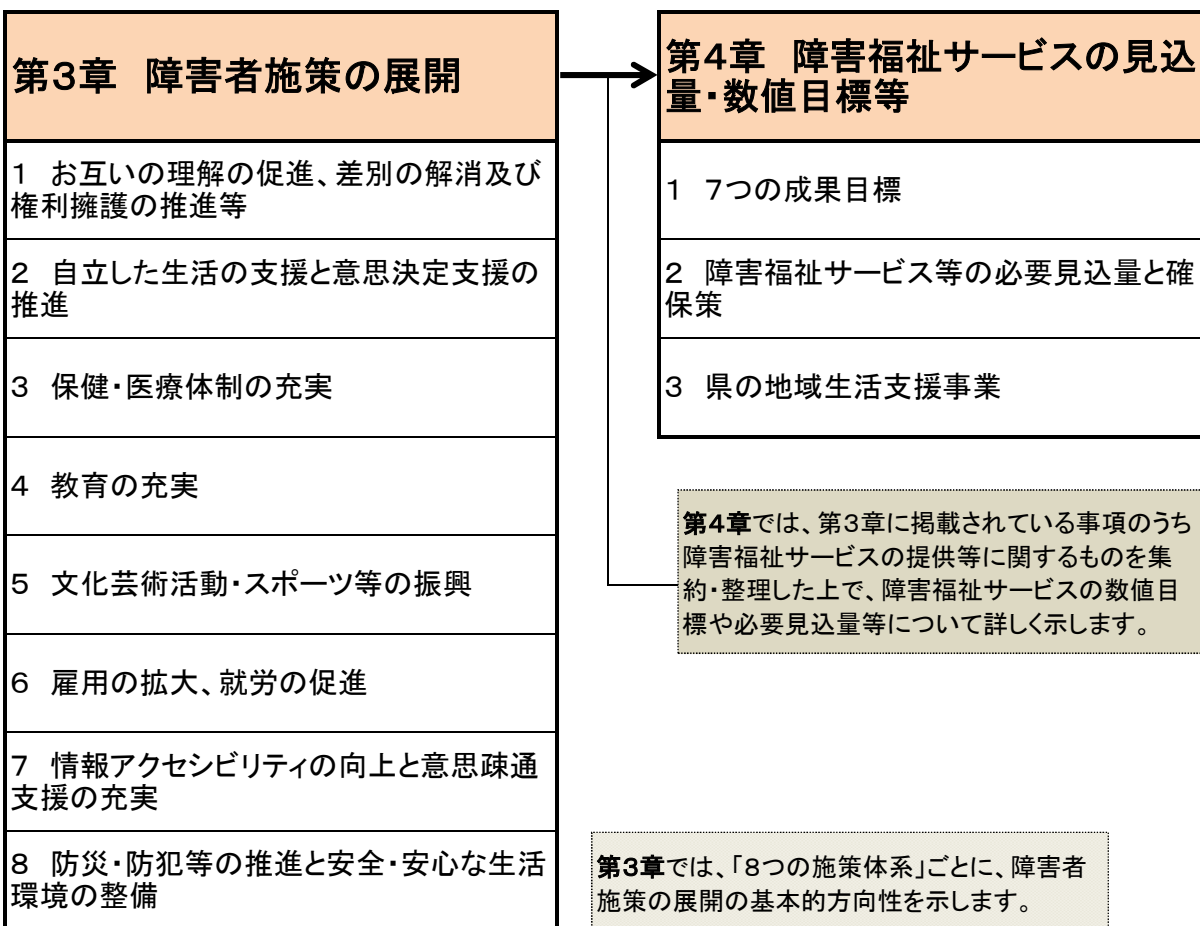 第３章　障害者施策の展開
１　お互いの理解の促進、差別の解消及び
権利擁護の推進等
２　自立した生活の支援と意思決定支援の
推進
３　保健・医療体制の充実
４　教育の充実
５　文化芸術活動・スポーツ等の振興
６　雇用の拡大、就労の促進
７　情報アクセシビリティの向上と意思疎通
支援の充実
８　防災・防犯等の推進と安全・安心な生活
環境の整備
第４章　障害福祉サービスの見込
量・数値目標等
１　７つの成果目標
２　障害福祉サービス等の必要見込量と確
保策
３　県の地域生活支援事業
第４章では、第３章に掲載されている事項のうち
障害福祉サービスの提供等に関するものを集
約・整理した上で、障害福祉サービスの数値目
標や必要見込量等について詳しく示します。
第３章では、「８つの施策体系」ごとに、障害者
施策の展開の基本的方向性を示します。